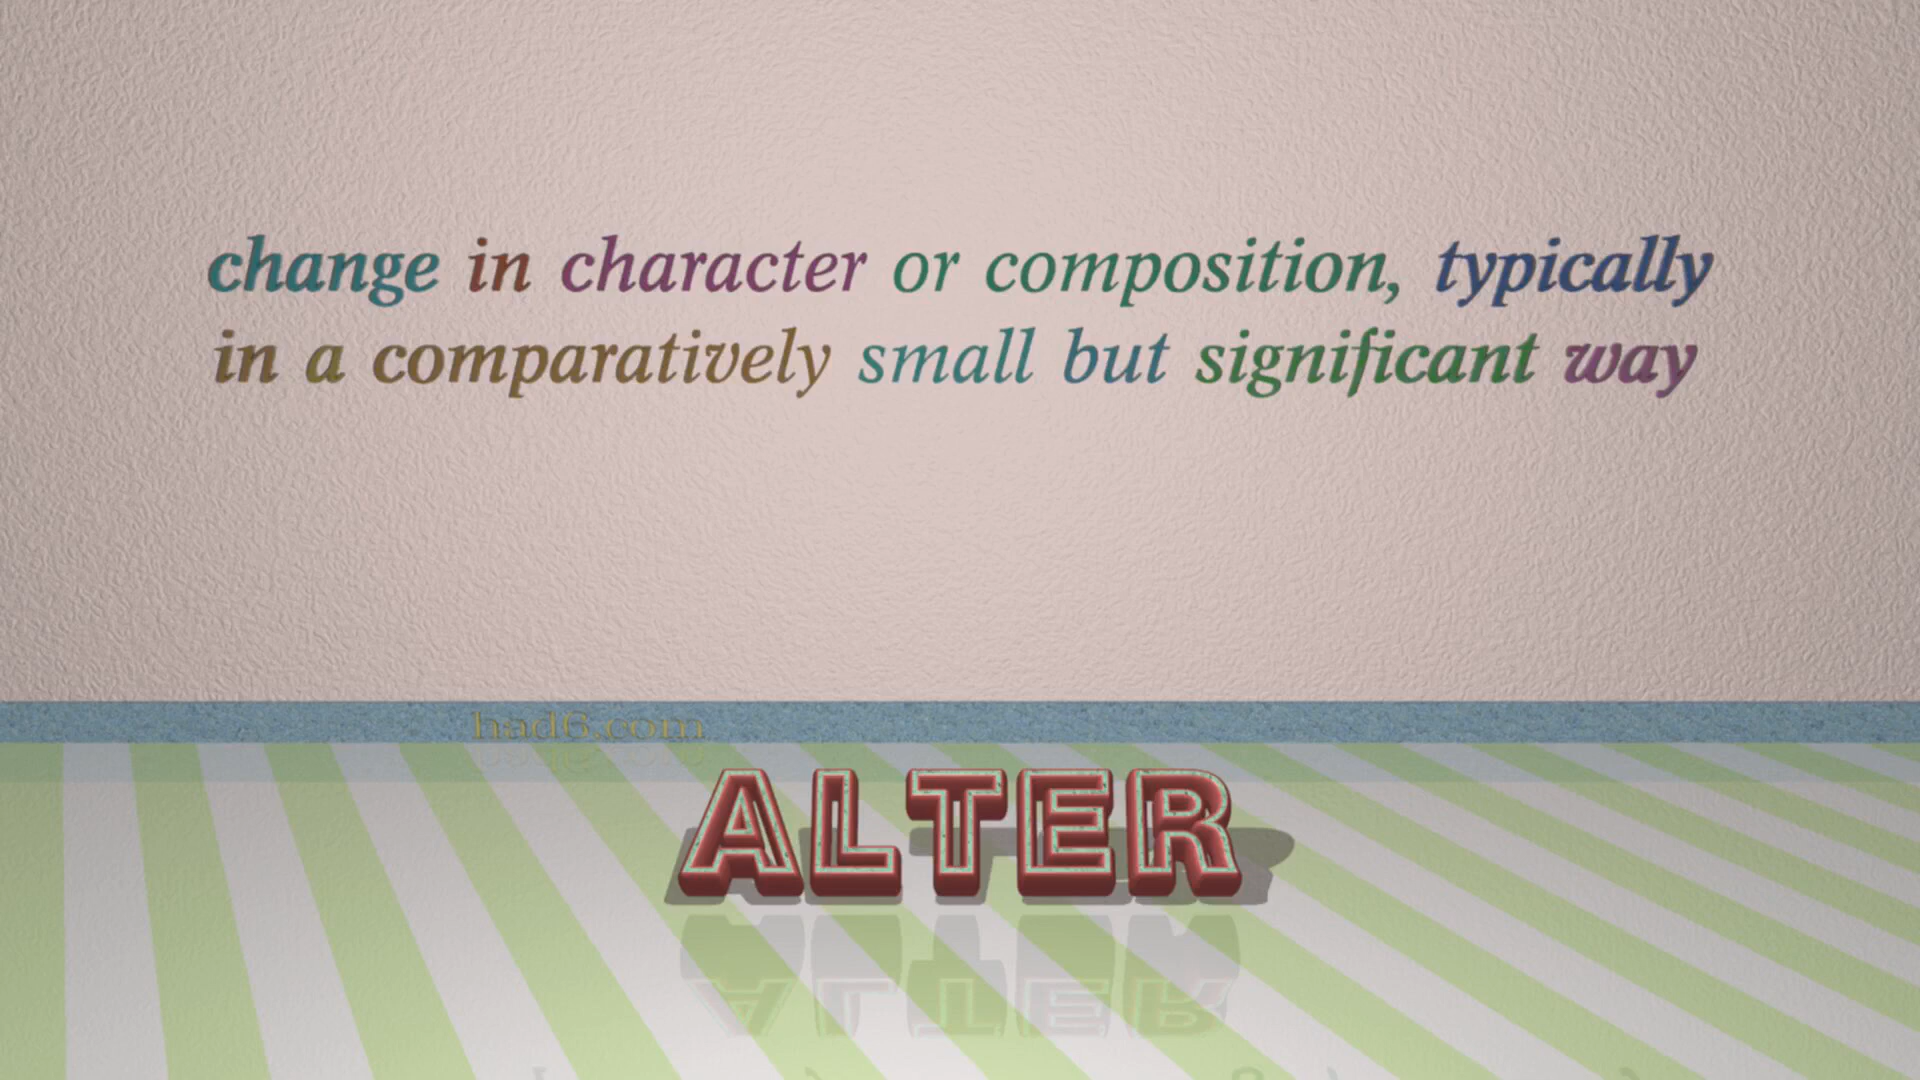 change in character or composition, typically
in a comparatively small but significant way
had6.com
ALTER